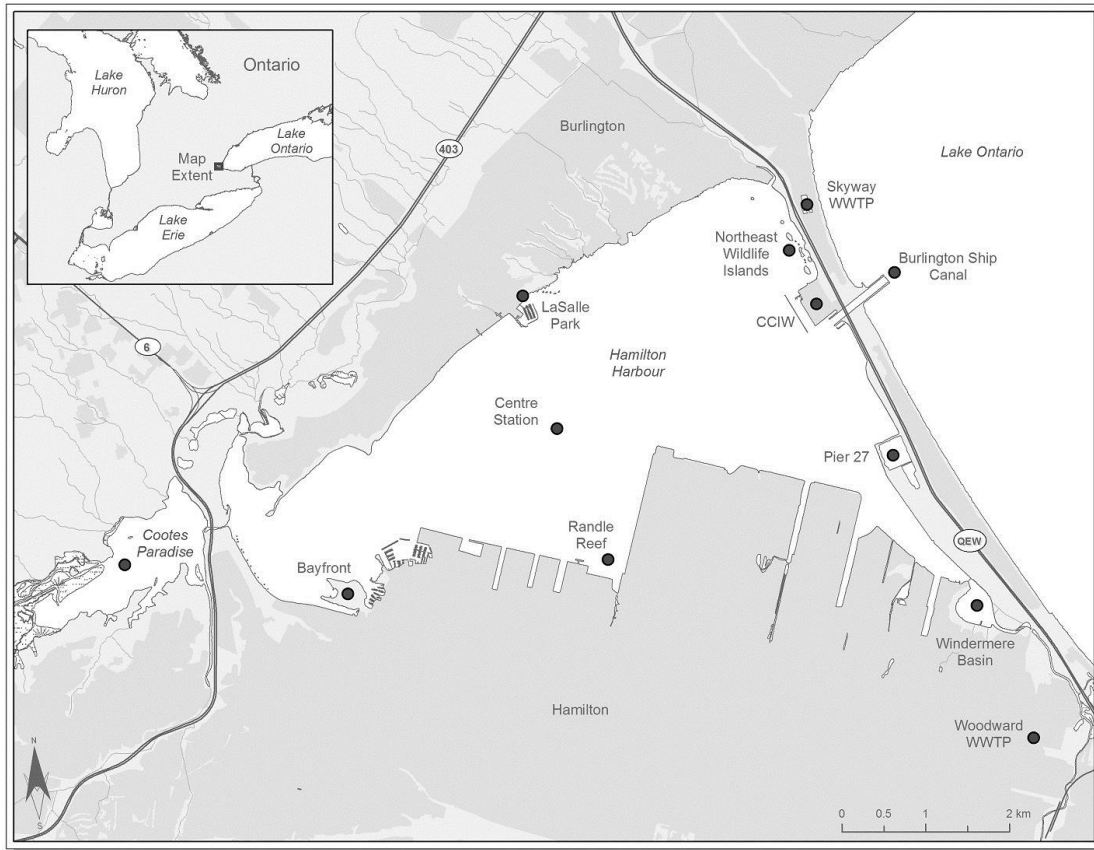 Ontario
Lake
Huron
Lake
Ontario
Map
Extent
Lake
Erie
403
Burlington
Lake Ontario
Skyway
WWTP
Northeast
Wildlife
Islands
Burlington Ship
Canal
LaSalle
Park
CCIW
6
Hamilton
Harbour
Centre
Station
Pier 27
Cootes
Paradise
Randle
Reef
QEW
Bayfront
Windermere
Basin
Hamilton
Woodward
WWTP
N
S
0 0.5 1 2 km